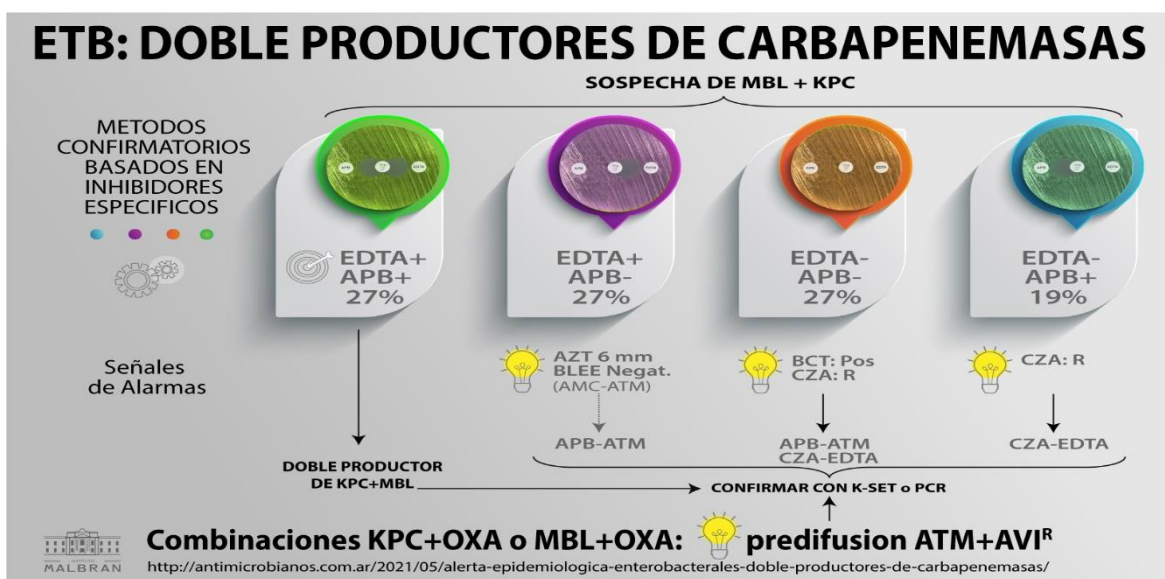 ETB: DOBLE PRODUCTORES DE CARBAPENEMASAS
SOSPECHA DE MBL + KPC
METODOS
CONFIRMATORIOS
BASADOS EN
INHIBIDORES
ESPECIFICOS
EDTA+
APB+
27%
EDTA+
APB-
27%
EDTA-
APB-
27%
EDTA-
APB+
19%
Señales
de Alarmas
AZT 6 mm
BLEE Negat.
(AMC-ATM)
BCT: Pos
CZA: R
CZA: R
APB-ATM
APB-ATM
CZA-EDTA
CZA-EDTA
DOBLE PRODUCTOR
DE KPC+MBL
CONFIRMAR CON K-SET o PCR
Combinaciones KPC+OXA o MBL+OXA: predifusion ATM+AVIᴿ
MALBRAN
http://antimicrobianos.com.ar/2021/05/alerta-epidemiologica-enterobacterales-doble-productores-de-carbapenemasas/